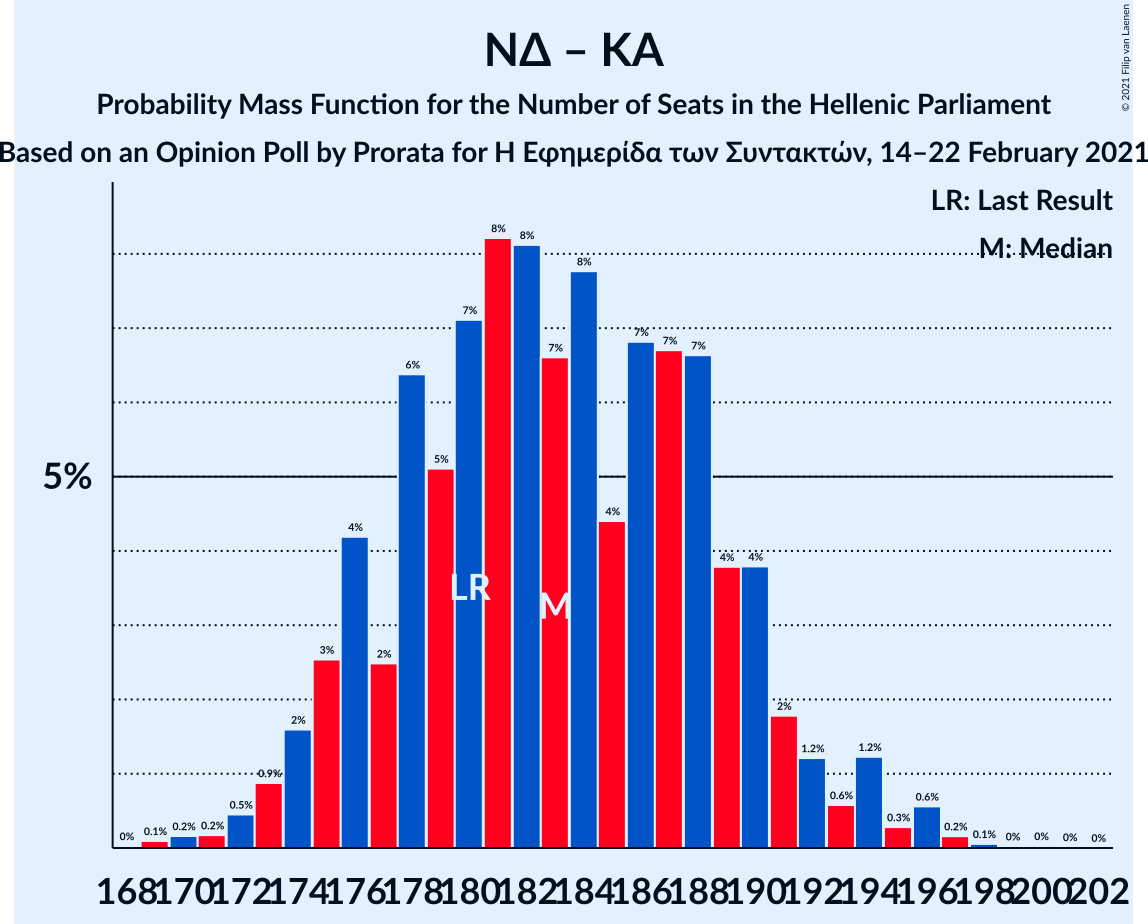 ΝΔ – ΚΑ
Probability Mass Function for the Number of Seats in the Hellenic Parliament
Based on an Opinion Poll by Prorata for Η Εφημερίδα των Συντακτών, 14–22 February 2021
© 2021 Filip van Laenen
LR: Last Result
M: Median
5%
0% 0.1% 0.2% 0.2% 0.5% 0.9% 2% 3% 4% 2% 6% 5% 7% 8% 8% 7% 8% 4% 7% 7% 7% 4% 4% 2% 1.2% 0.6% 1.2% 0.3% 0.6% 0.2% 0.1% 0% 0% 0% 0%
LR
M
168 170 172 174 176 178 180 182 184 186 188 190 192 194 196 198 200 202